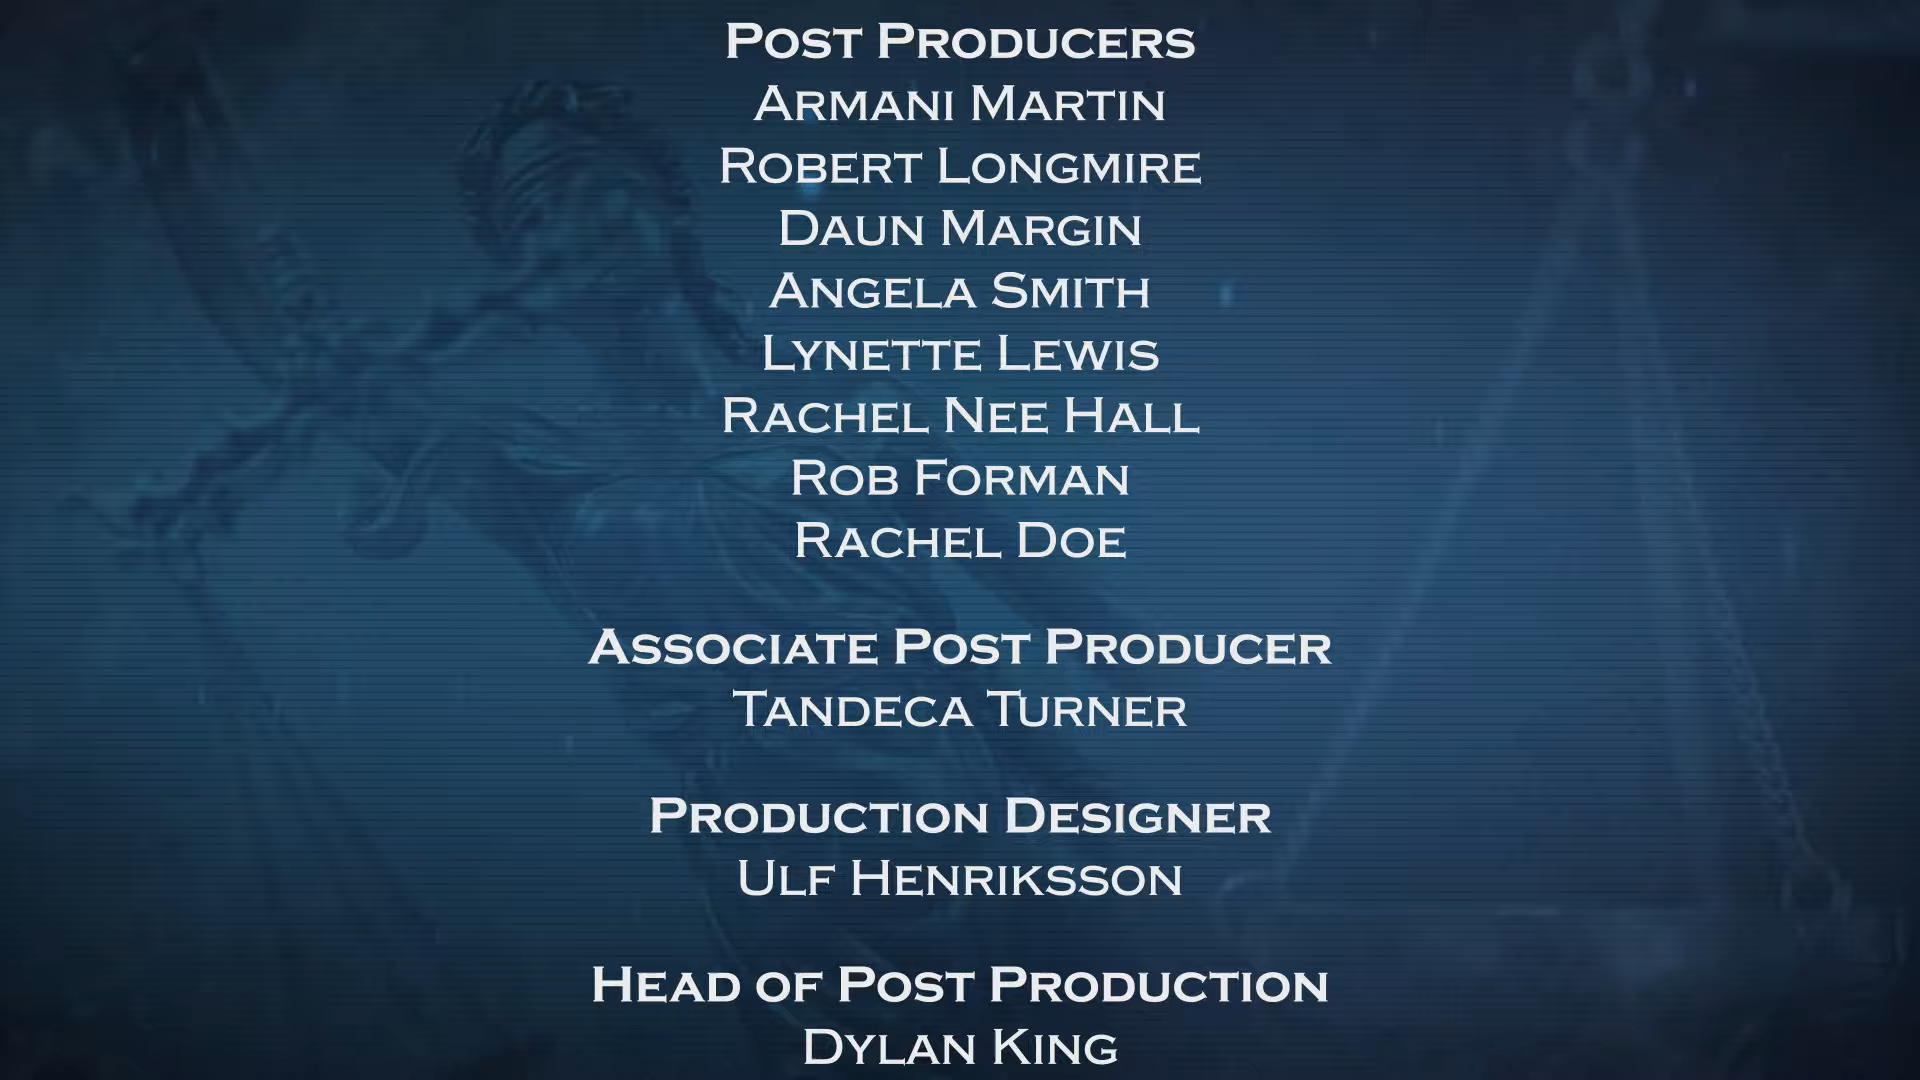 Post Producers
Armani Martin
Robert Longmire
Daun Margin
Angela Smith
Lynette Lewis
Rachel Nee Hall
Rob Forman
Rachel Doe
Associate Post Producer
Tandeca Turner
Production Designer
Ulf Henriksson
Head of Post Production
Dylan King